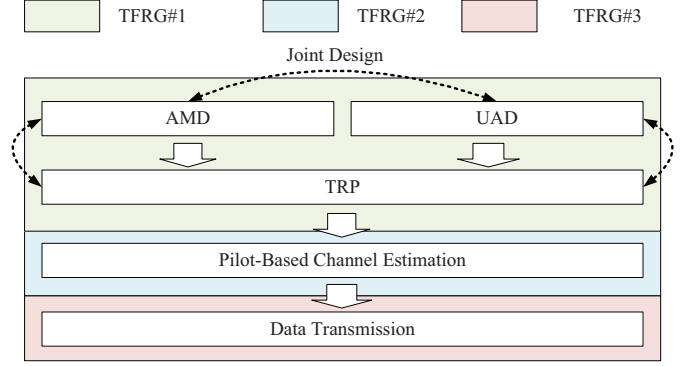 TFRG#1 TFRG#2 TFRG#3
Joint Design
AMD UAD
TRP
Pilot-Based Channel Estimation
Data Transmission